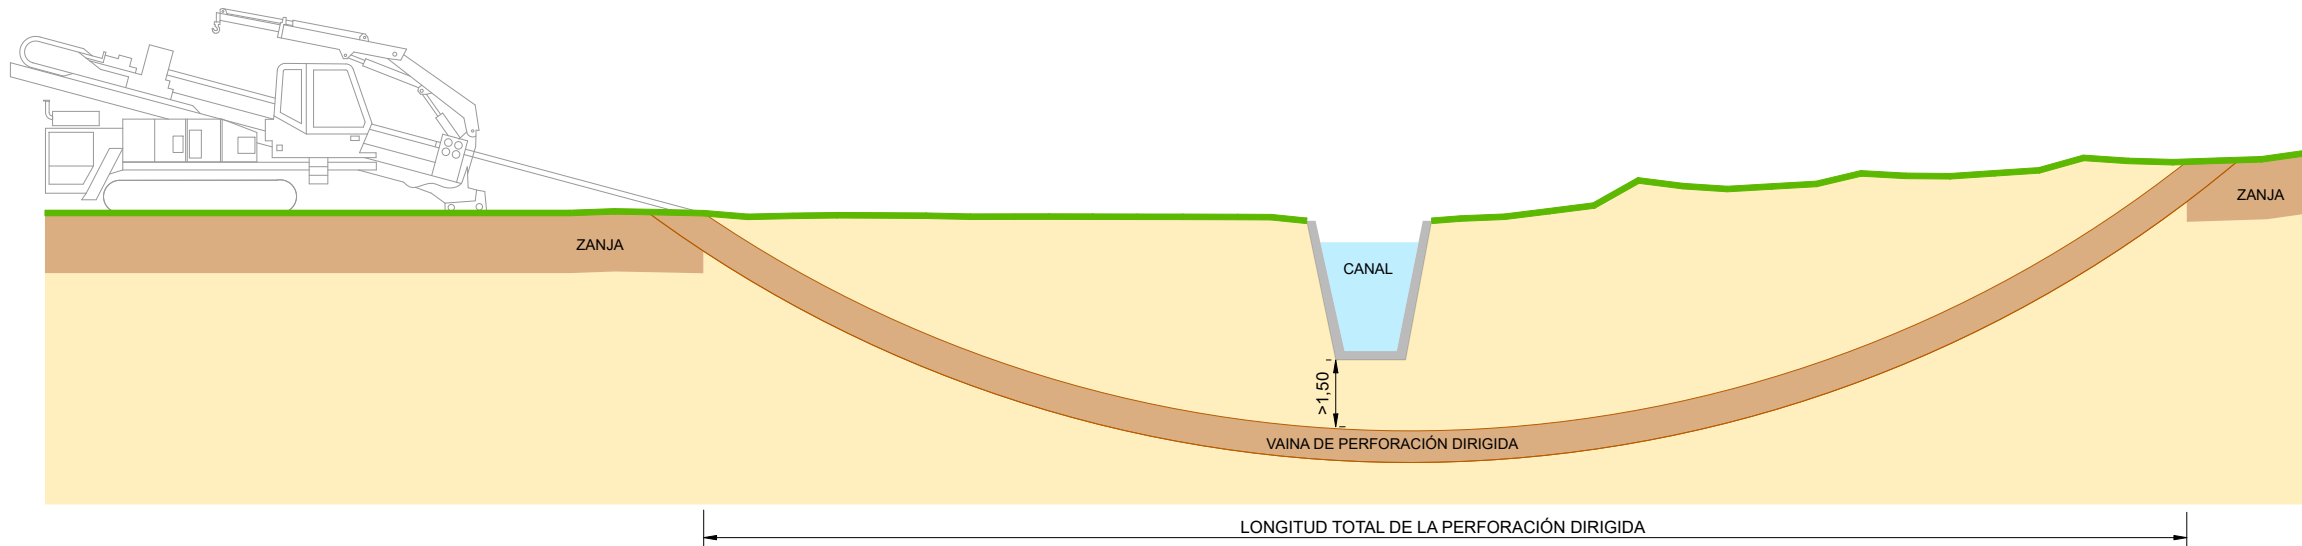 ZANJA
ZANJA
CANAL
>1,50
VAINA DE PERFORACIÓN DIRIGIDA
LONGITUD TOTAL DE LA PERFORACIÓN DIRIGIDA